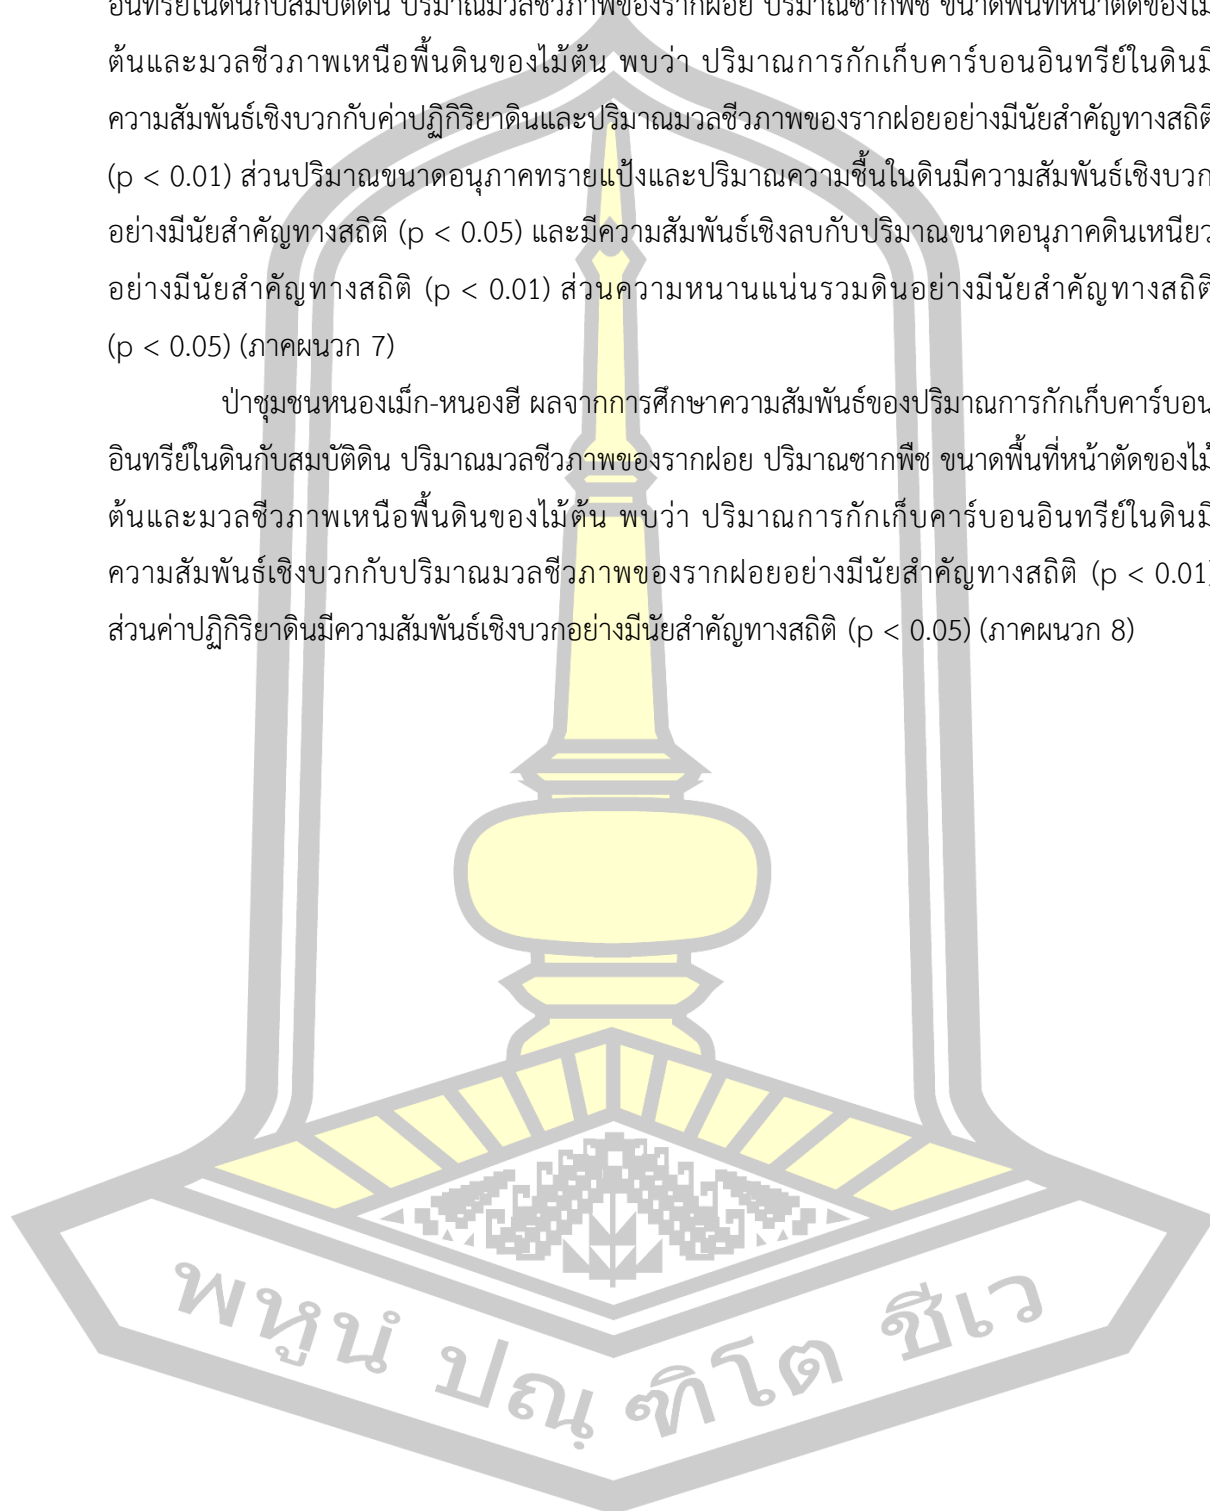 อินทรีย์ในดินกับสมบัติดิน ปริมาณมวลชีวภาพของรากฝอย ปริมาณซากพืช ขนาดพื้นที่หน้าตัดของไม้
ต้นและมวลชีวภาพเหนือพื้นดินของไม้ต้น พบว่า ปริมาณการกักเก็บคาร์บอนอินทรีย์ในดินมี
ความสัมพันธ์เชิงบวกกับค่าปฏิกิริยาดินและปริมาณมวลชีวภาพของรากฝอยอย่างมีนัยสำคัญทางสถิติ
(p < 0.01) ส่วนปริมาณขนาดอนุภาคทรายแป้งและปริมาณความชื้นในดินมีความสัมพันธ์เชิงบวก
อย่างมีนัยสำคัญทางสถิติ (p < 0.05) และมีความสัมพันธ์เชิงลบกับปริมาณขนาดอนุภาคดินเหนียว
อย่างมีนัยสำคัญทางสถิติ (p < 0.01) ส่วนความหนานแน่นรวมดินอย่างมีนัยสำคัญทางสถิติ
(p < 0.05) (ภาคผนวก 7)
ป่าชุมชนหนองเม็ก-หนองฮี ผลจากการศึกษาความสัมพันธ์ของปริมาณการกักเก็บคาร์บอน
อินทรีย์ในดินกับสมบัติดิน ปริมาณมวลชีวภาพของรากฝอย ปริมาณซากพืช ขนาดพื้นที่หน้าตัดของไม้
ต้นและมวลชีวภาพเหนือพื้นดินของไม้ต้น พบว่า ปริมาณการกักเก็บคาร์บอนอินทรีย์ในดินมี
ความสัมพันธ์เชิงบวกกับปริมาณมวลชีวภาพของรากฝอยอย่างมีนัยสำคัญทางสถิติ (p < 0.01)
ส่วนค่าปฏิกิริยาดินมีความสัมพันธ์เชิงบวกอย่างมีนัยสำคัญทางสถิติ (p < 0.05) (ภาคผนวก 8)
พหูนํ ปณฺฑิโต ชีเว